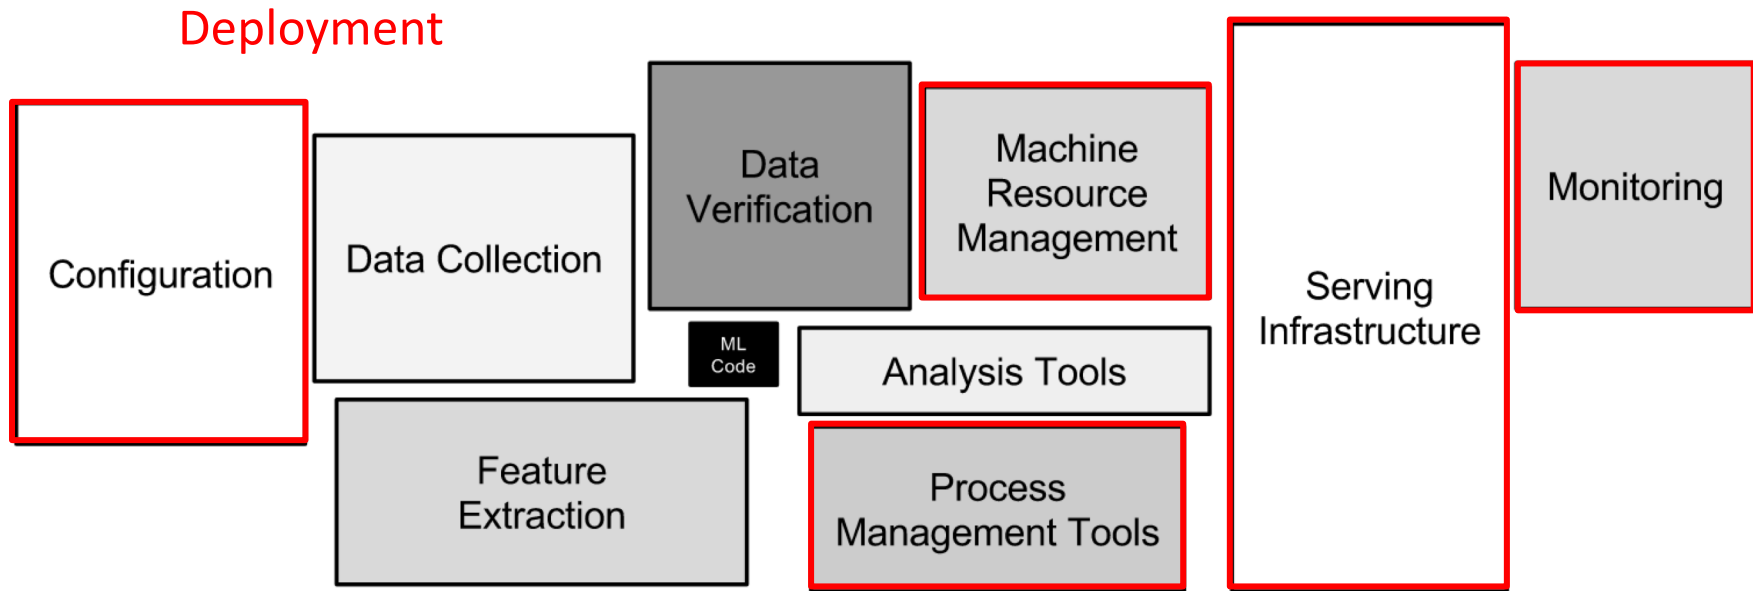 Deployment
Configuration
Data Collection
Data
Verification
Machine
Resource
Management
Monitoring
Serving
Infrastructure
ML
Code
Analysis Tools
Feature
Extraction
Process
Management Tools